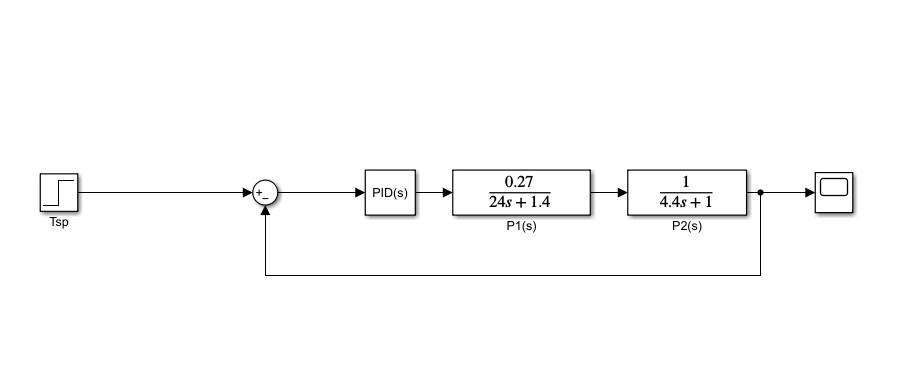 Tsp
+
−
PID(s)
0.27
24s + 1.4
P1(s)
1
4.4s + 1
P2(s)